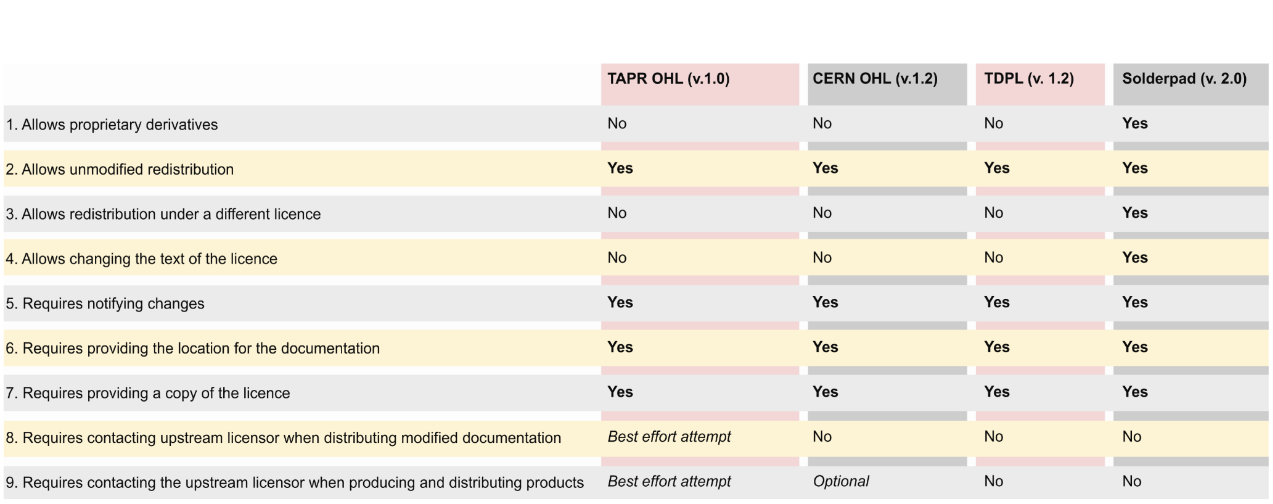 TAPR OHL (v.1.0) CERN OHL (v.1.2) TDPL (v. 1.2) Solderpad (v. 2.0)
1. Allows proprietary derivatives No No No Yes
2. Allows unmodified redistribution Yes Yes Yes Yes
3. Allows redistribution under a different licence No No No Yes
4. Allows changing the text of the licence No No No Yes
5. Requires notifying changes Yes Yes Yes Yes
6. Requires providing the location for the documentation Yes Yes Yes Yes
7. Requires providing a copy of the licence Yes Yes Yes Yes
8. Requires contacting upstream licensor when distributing modified documentation Best effort attempt No No No
9. Requires contacting the upstream licensor when producing and distributing products Best effort attempt Optional No No